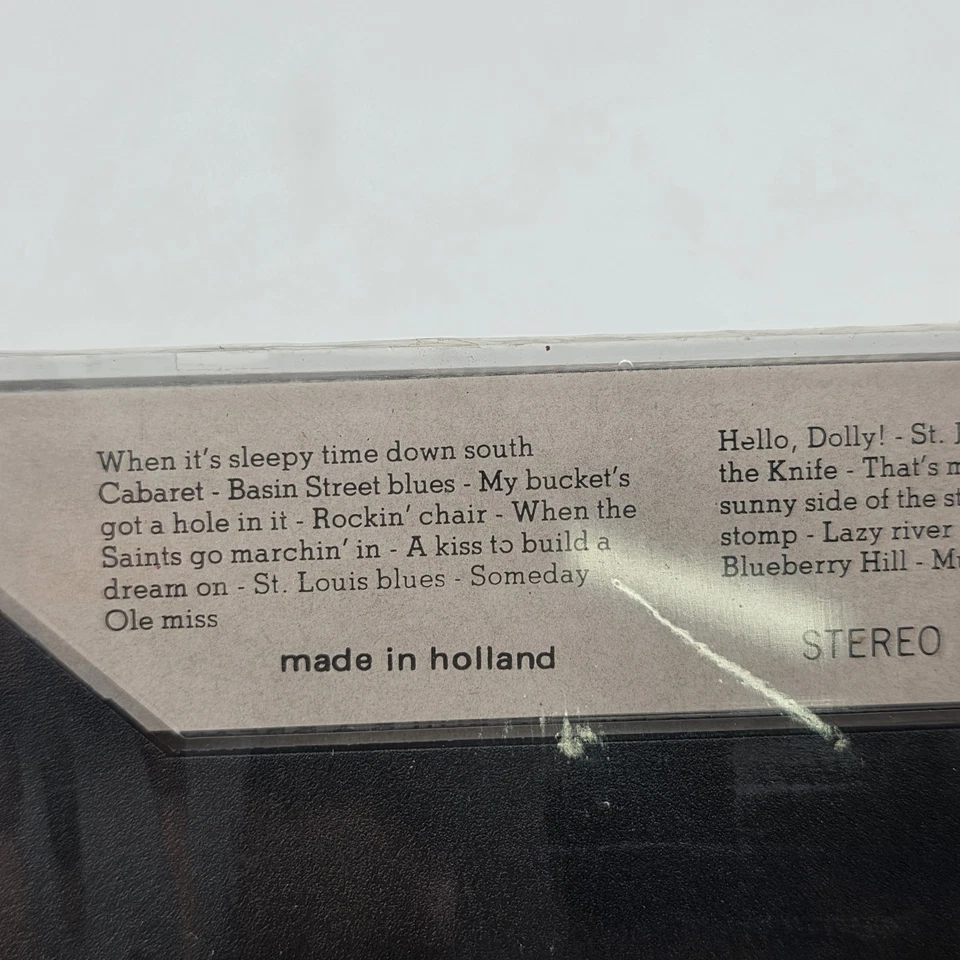 When it's sleepy time down south
Cabaret - Basin Street blues - My bucket's
got a hole in it - Rockin' chair - When the
Saints go marchin' in - A kiss to build a
dream on - St. Louis blues - Someday
Ole miss
made in holland
Hello, Dolly! - St.
the Knife - That's
sunny side of the
stomp - Lazy river
Blueberry Hill -
STEREO